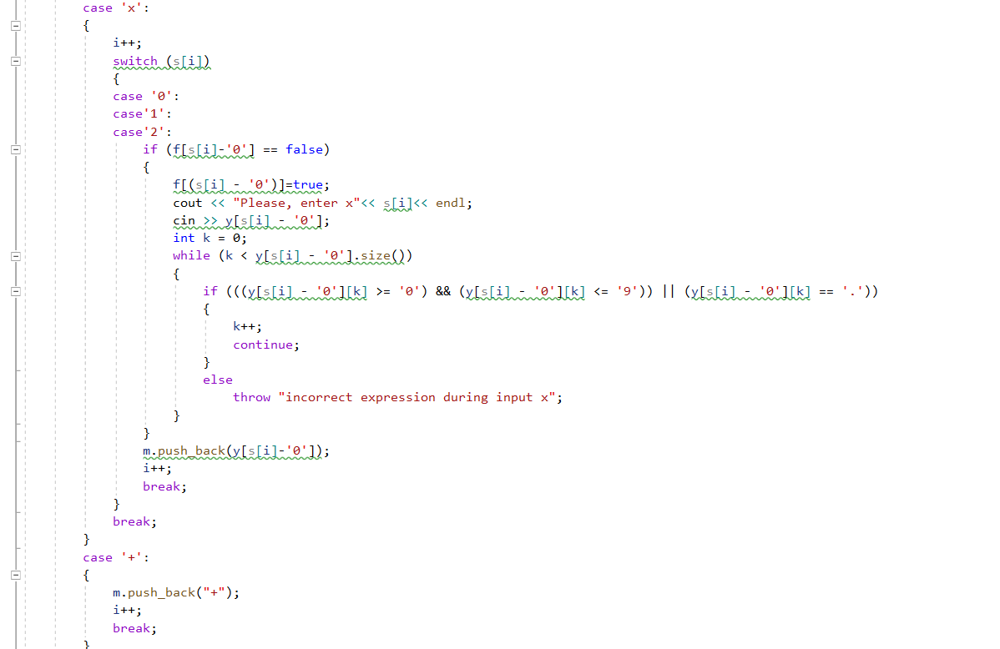 case 'x':
{
i++;
switch (s[i])
{
case '0':
case'1':
case'2':
if (f[s[i]-'0'] == false)
{
f[(s[i] - '0')]=true;
cout << "Please, enter x"<< s[i]<< endl;
cin >> y[s[i] - '0'];
int k = 0;
while (k < y[s[i] - '0'].size())
{
if (((y[s[i] - '0'][k] >= '0') && (y[s[i] - '0'][k] <= '9')) || (y[s[i] - '0'][k] == '.'))
{
k++;
continue;
}
else
throw "incorrect expression during input x";
}
}
m.push_back(y[s[i]-'0']);
i++;
break;
}
break;
}
case '+':
{
m.push_back("+");
i++;
break;
}